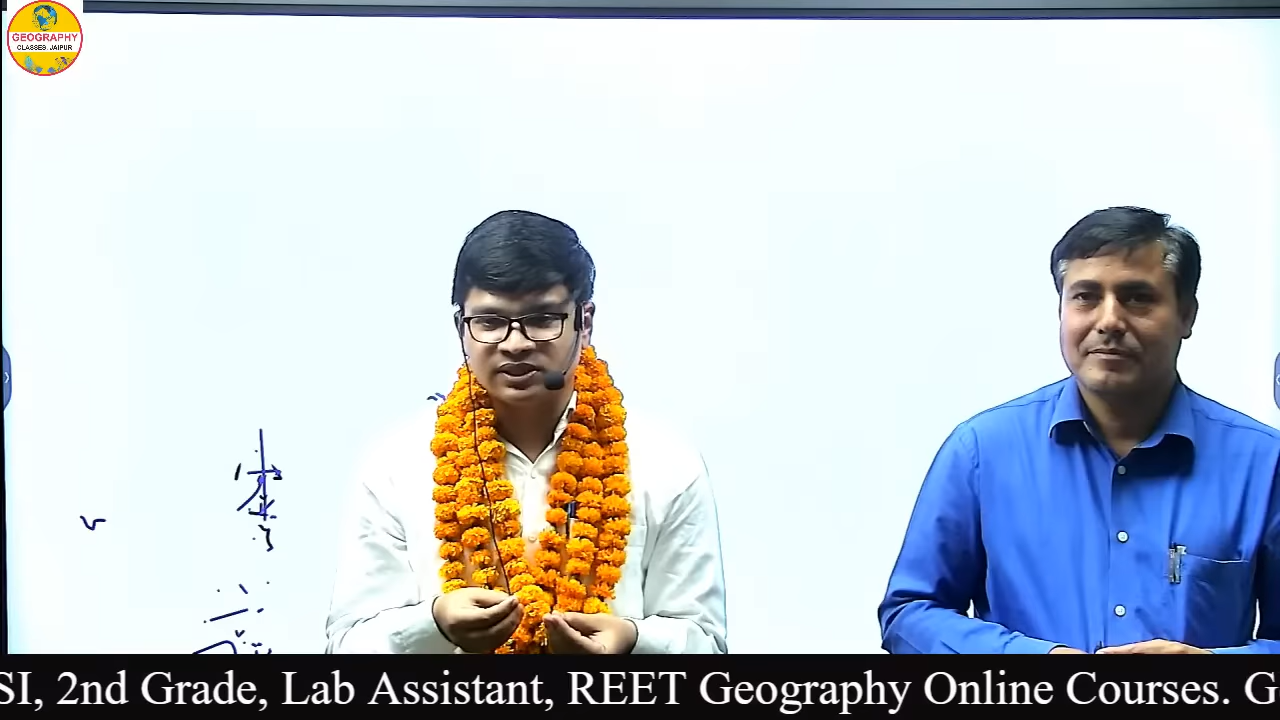 GEOGRAPHY
CLASSES, JAIPUR
SI, 2nd Grade, Lab Assistant, REET Geography Online Courses. G